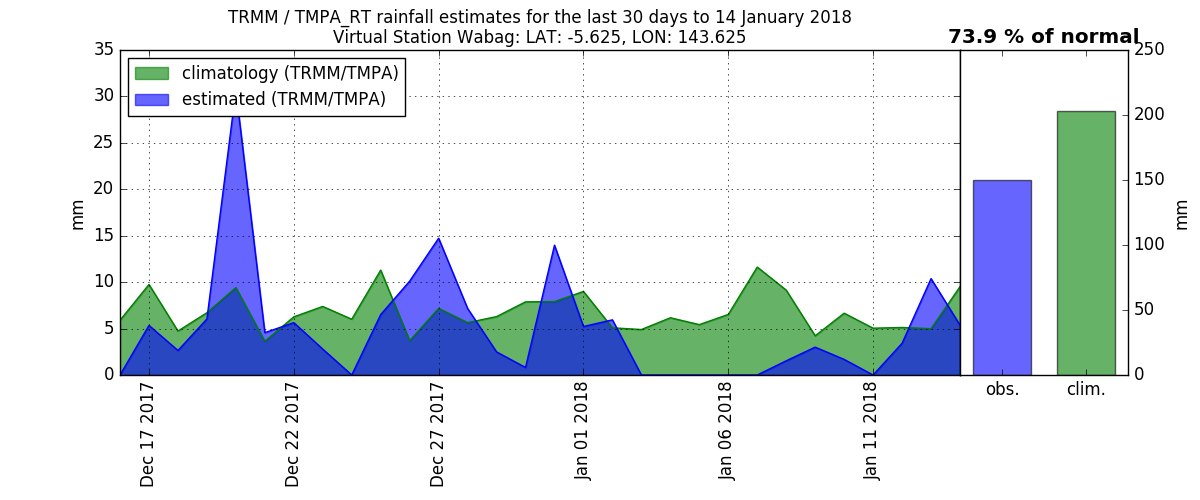 TRMM / TMPA_RT rainfall estimates for the last 30 days to 14 January 2018
Virtual Station Wabag: LAT: -5.625, LON: 143.625
73.9 % of normal
climatology (TRMM/TMPA)
estimated (TRMM/TMPA)
35
30
25
20
15
10
5
0
mm
Dec 17 2017
Dec 22 2017
Dec 27 2017
Jan 01 2018
Jan 06 2018
Jan 11 2018
obs.
clim.
250
200
150
100
50
0
mm